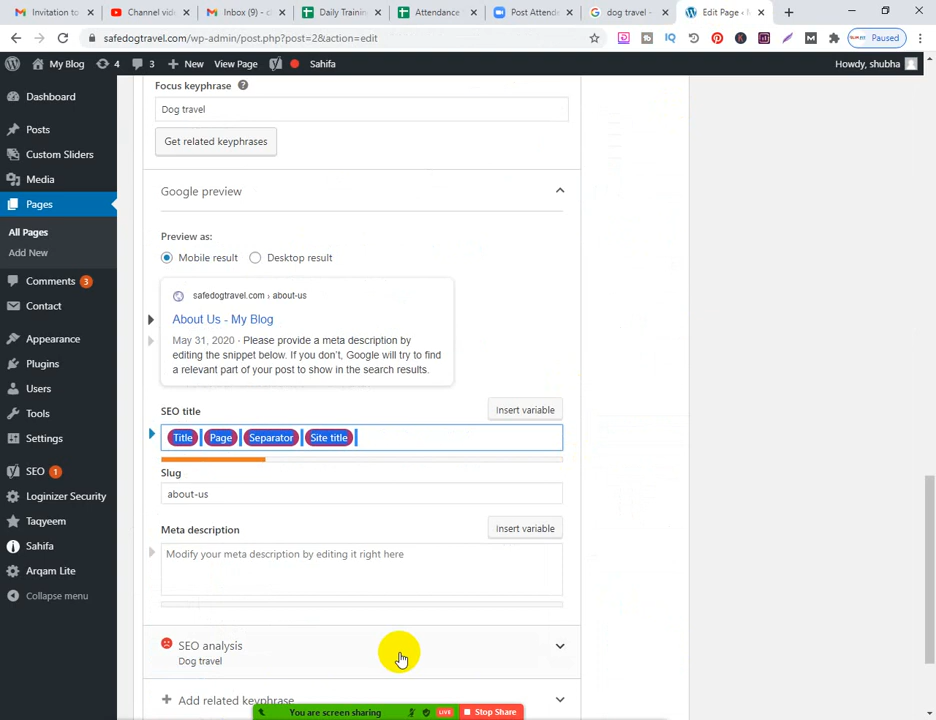 Invitation to
Channel vide
Inbox (9) - c
Daily Training
Attendance
Post Attende
dog travel -
Edit Page ‹ M
safedogtravel.com/wp-admin/post.php?post=2&action=edit
Paused
My Blog
4
3
New
View Page
Sahifa
Howdy, shubha
Dashboard
Posts
Custom Sliders
Media
Pages
All Pages
Add New
Comments 3
Contact
Appearance
Plugins
Users
Tools
Settings
SEO 1
Loginizer Security
Taqyeem
Sahifa
Arqam Lite
Collapse menu
Focus keyphrase
Dog travel
Get related keyphrases
Google preview
Preview as:
Mobile result
Desktop result
safedogtravel.com › about-us
About Us - My Blog
May 31, 2020 · Please provide a meta description by
editing the snippet below. If you don't, Google will try to find
a relevant part of your post to show in the search results.
SEO title
Insert variable
Title Page Separator Site title
Slug
about-us
Meta description
Insert variable
Modify your meta description by editing it right here
SEO analysis
Dog travel
Add related keyphrase
You are screen sharing
LIVE
Stop Share